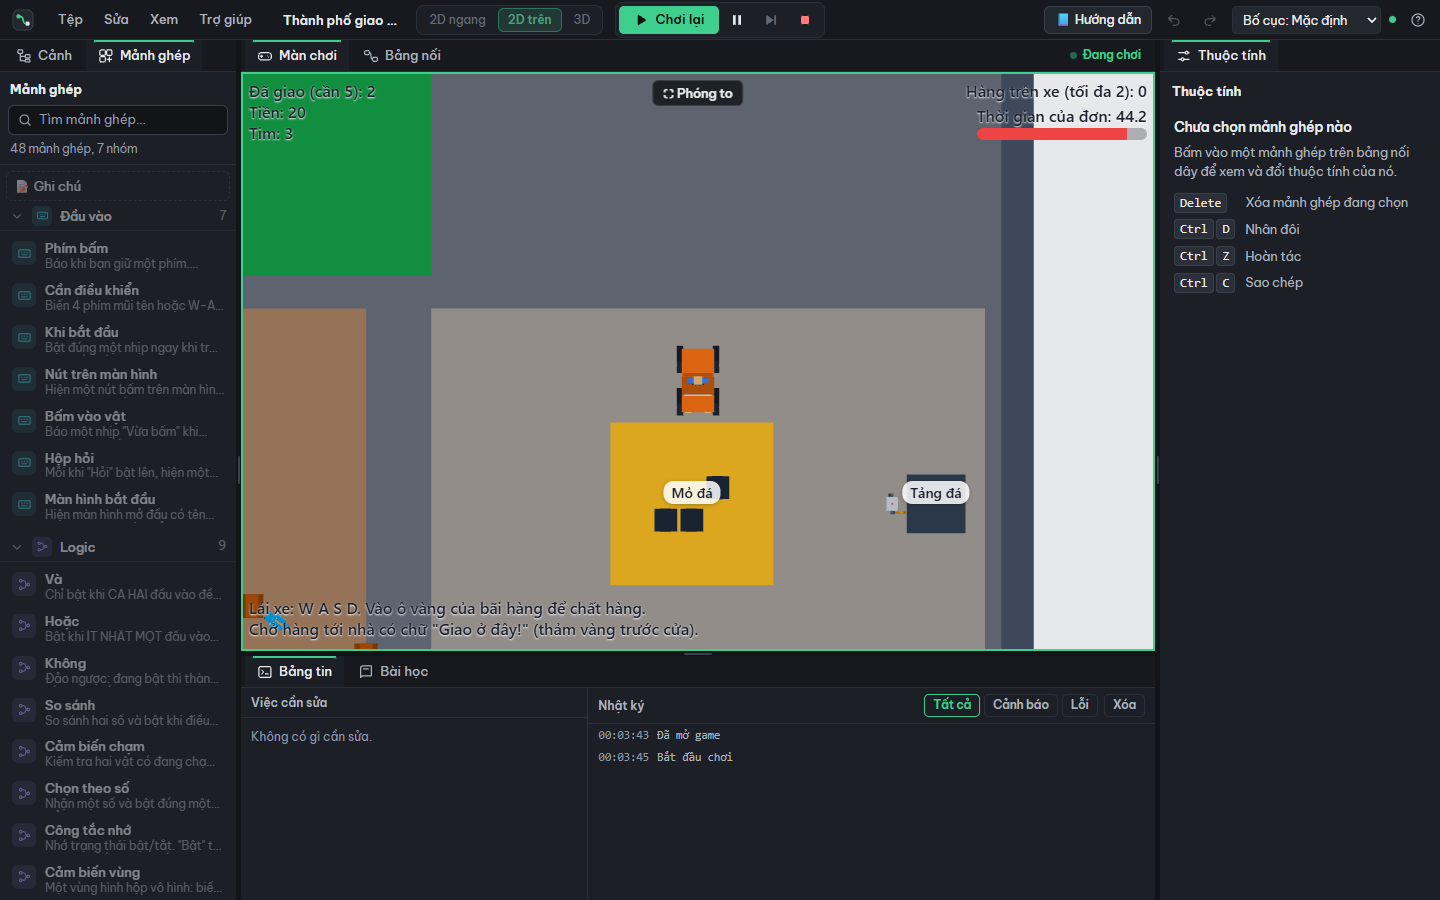 Tệp
Sửa
Xem
Trợ giúp
Thành phố giao ...
2D ngang
2D trên
3D
Chơi lại
📘 Hướng dẫn
Bố cục: Mặc định
Cảnh
Mảnh ghép
Màn chơi
Bảng nối
Đang chơi
Thuộc tính
Mảnh ghép
Tìm mảnh ghép...
48 mảnh ghép, 7 nhóm
Ghi chú
Đầu vào 7
Phím bấm
Báo khi bạn giữ một phím....
Cần điều khiển
Biến 4 phím mũi tên hoặc W-A...
Khi bắt đầu
Bật đúng một nhịp ngay khi tr...
Nút trên màn hình
Hiện một nút bấm trên màn hìn...
Bấm vào vật
Báo một nhịp "Vừa bấm" khi...
Hộp hỏi
Mỗi khi "Hỏi" bật lên, hiện một...
Màn hình bắt đầu
Hiện màn hình mở đầu có tên...
Logic 9
Và
Chỉ bật khi CẢ HAI đầu vào đề...
Hoặc
Bật khi ÍT NHẤT MỘT đầu vào...
Không
Đảo ngược: đang bật thì thàn...
So sánh
So sánh hai số và bật khi điều...
Cảm biến chạm
Kiểm tra hai vật có đang chạ...
Chọn theo số
Nhận một số và bật đúng một...
Công tắc nhớ
Nhớ trạng thái bật/tắt. "Bật" t...
Cảm biến vùng
Một vùng hình hộp vô hình: biế...
Đã giao (cần 5): 2
Tiền: 20
Tim: 3
Phóng to
Hàng trên xe (tối đa 2): 0
Thời gian của đơn: 44.2
Mỏ đá
Tảng đá
Lái xe: W A S D. Vào ô vàng của bãi hàng để chất hàng.
Chở hàng tới nhà có chữ "Giao ở đây!" (thảm vàng trước cửa).
Bảng tin
Bài học
Việc cần sửa
Không có gì cần sửa.
Nhật ký
Tất cả
Cảnh báo
Lỗi
Xóa
00:03:43 Đã mở game
00:03:45 Bắt đầu chơi
Thuộc tính
Chưa chọn mảnh ghép nào
Bấm vào một mảnh ghép trên bảng nối
dây để xem và đổi thuộc tính của nó.
Delete Xóa mảnh ghép đang chọn
Ctrl D Nhân đôi
Ctrl Z Hoàn tác
Ctrl C Sao chép